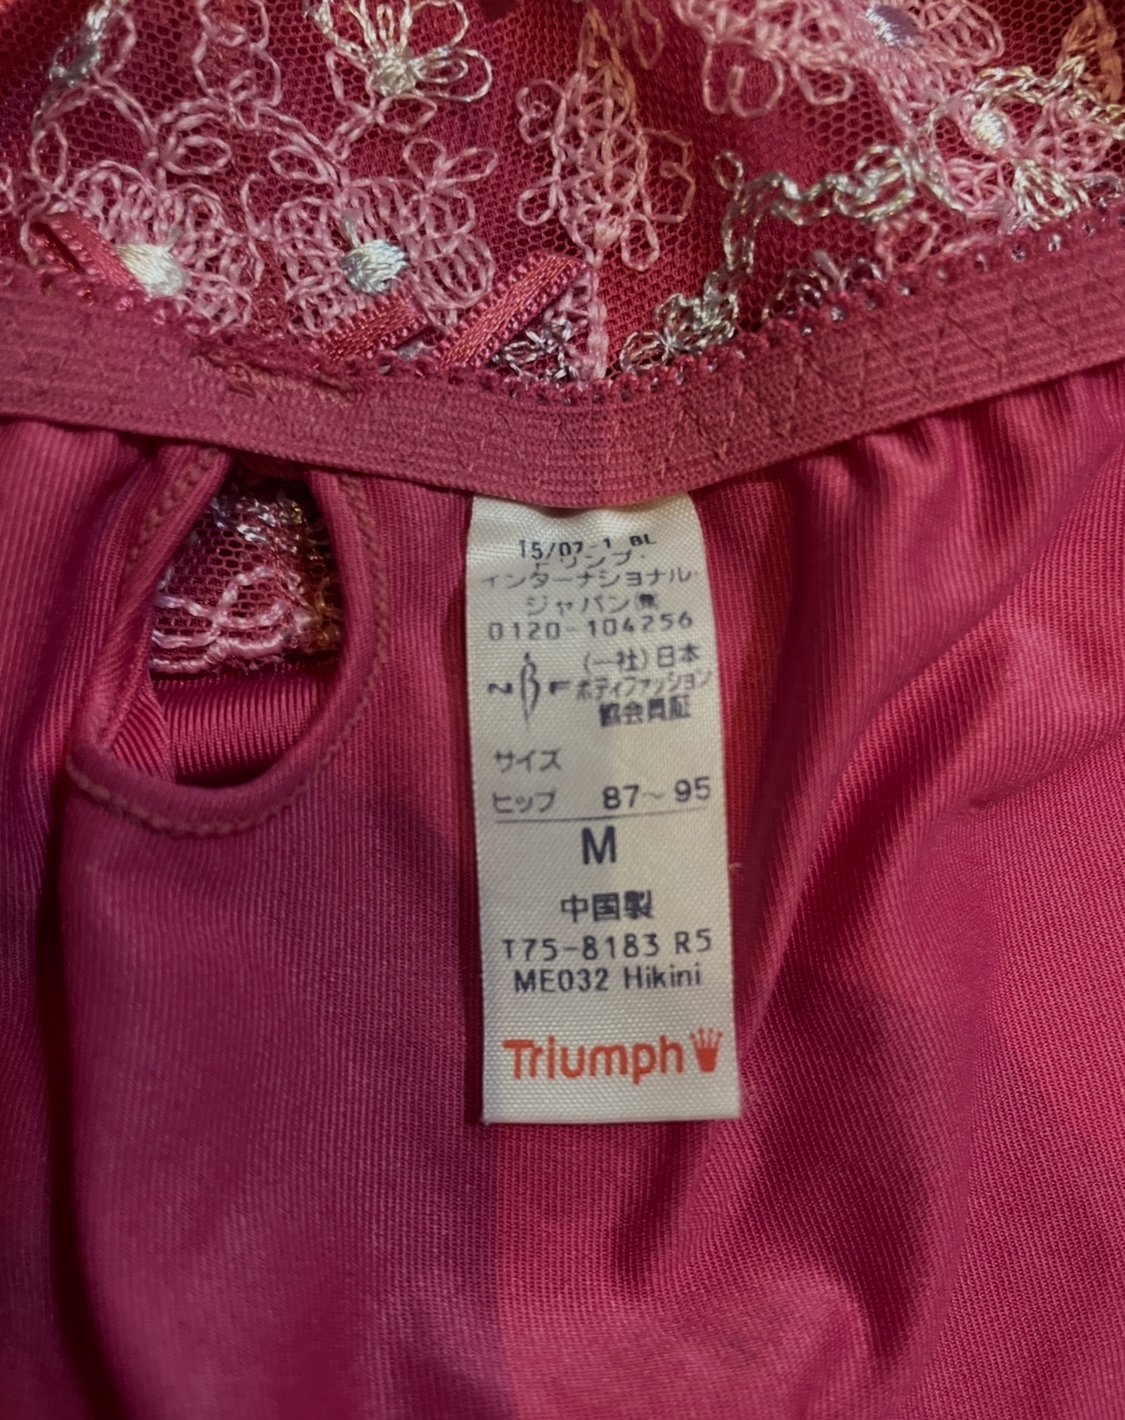 15/07-1 BL
トリンプ・
インターナショナル・
ジャパン㈱
0120-104256
NBF
(一社)日本
ボディファッション
協会員証
サイズ
ヒップ 87~95
M
中国製
T75-8183 R5
ME032 Hikini
Triumph